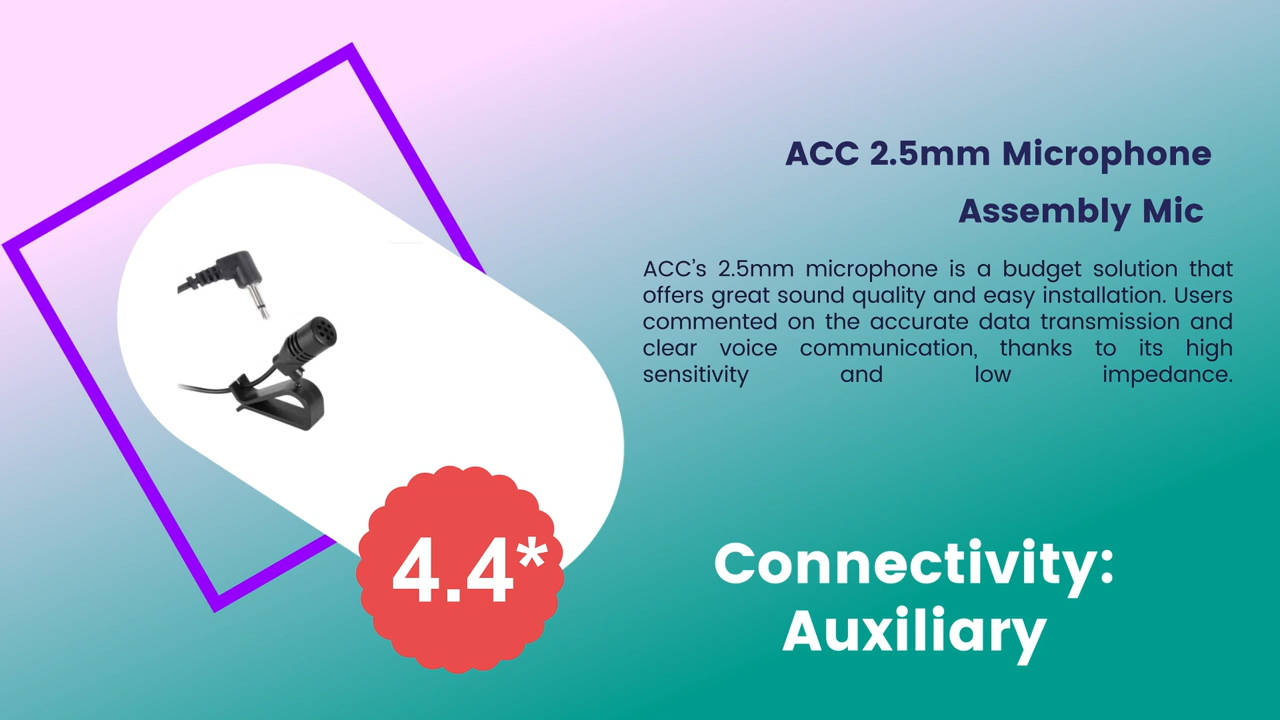 ACC 2.5mm Microphone
Assembly Mic
ACC’s 2.5mm microphone is a budget solution that
offers great sound quality and easy installation. Users
commented on the accurate data transmission and
clear voice communication, thanks to its high
sensitivity and low impedance.
4.4*
Connectivity:
Auxiliary